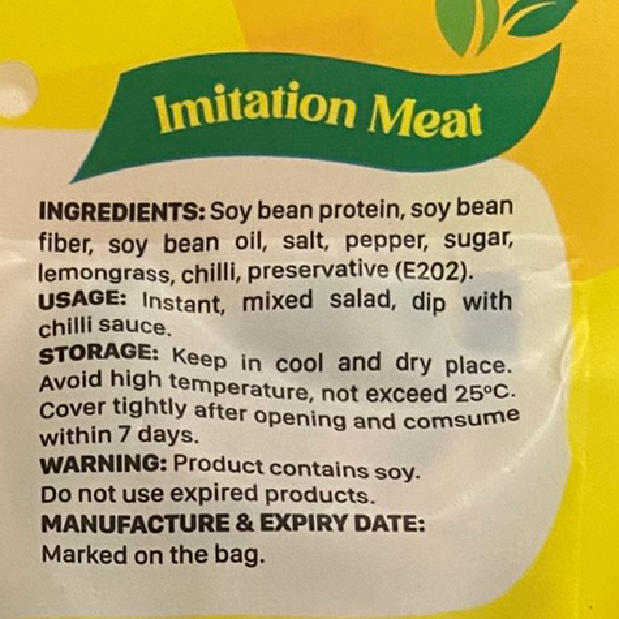 Imitation Meat
INGREDIENTS: Soy bean protein, soy bean
fiber, soy bean oil, salt, pepper, sugar,
lemongrass, chilli, preservative (E202).
USAGE: Instant, mixed salad, dip with
chilli sauce.
STORAGE: Keep in cool and dry place.
Avoid high temperature, not exceed 25°C.
Cover tightly after opening and comsume
within 7 days.
WARNING: Product contains soy.
Do not use expired products.
MANUFACTURE & EXPIRY DATE:
Marked on the bag.